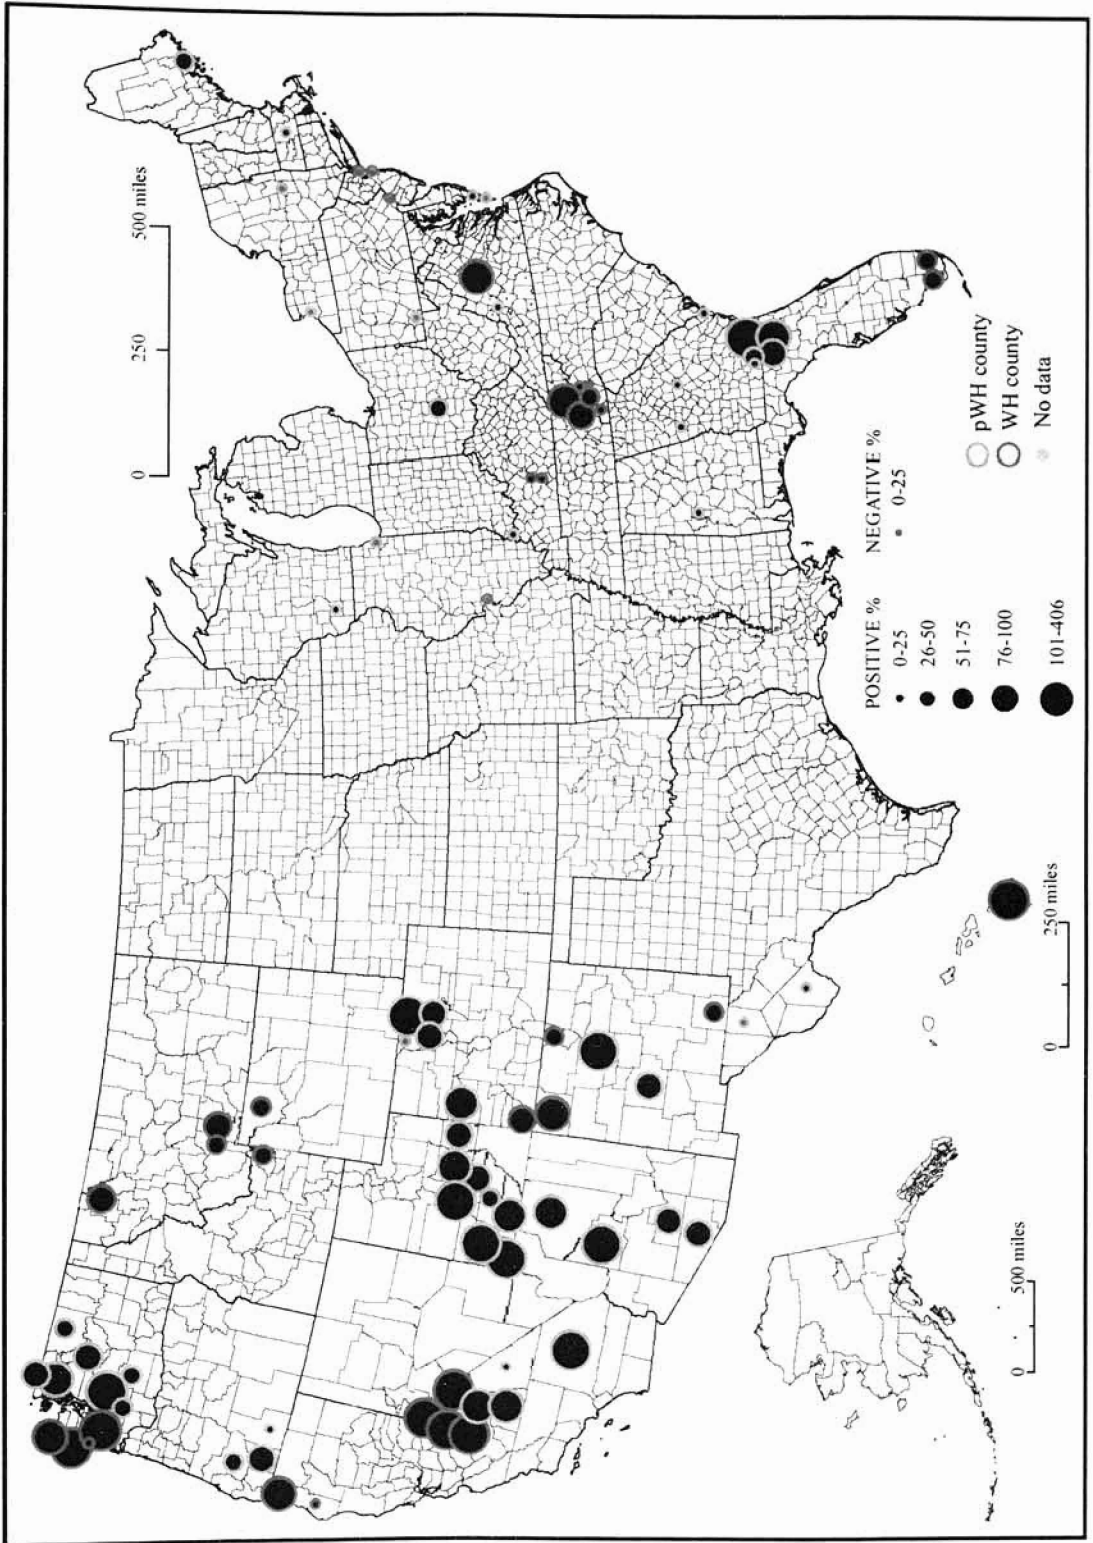 0 250 500 miles
POSITIVE %
0-25
26-50
51-75
76-100
101-406
NEGATIVE %
0-25
pWH county
WH county
No data
0 500 miles
0 250 miles